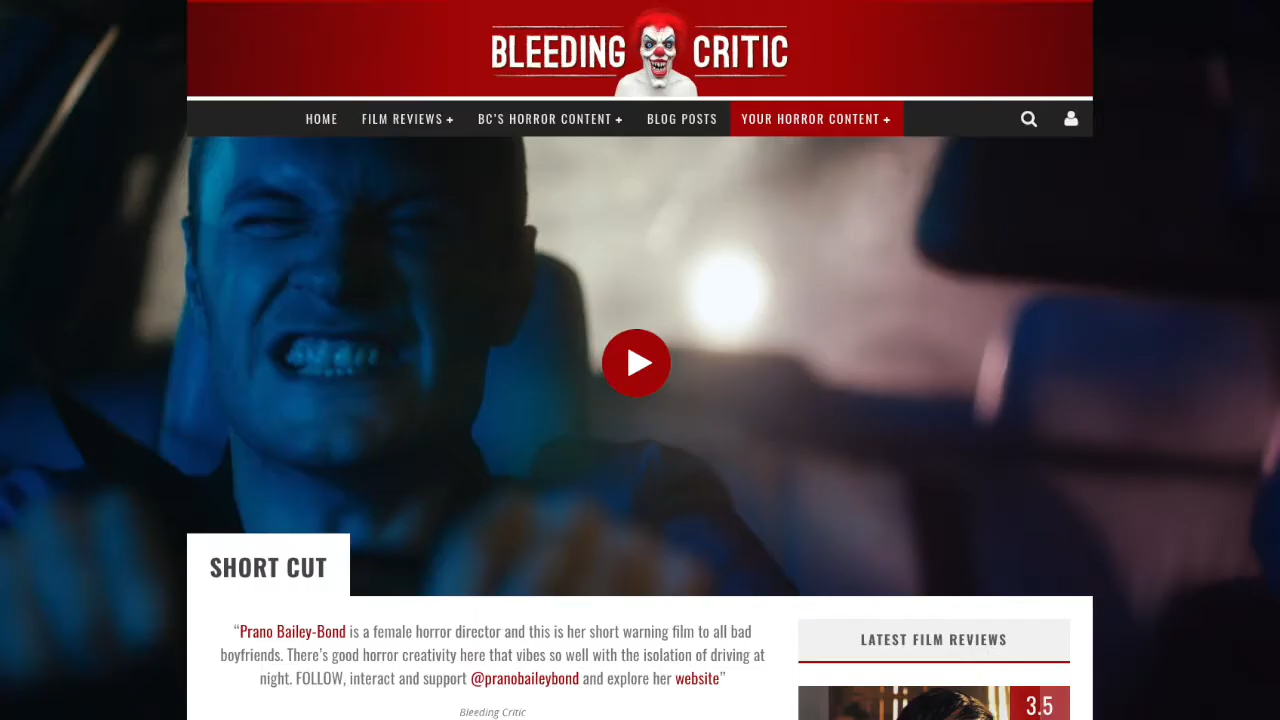 BLEEDING CRITIC
HOME FILM REVIEWS + BC'S HORROR CONTENT + BLOG POSTS YOUR HORROR CONTENT +
SHORT CUT
“Prano Bailey-Bond is a female horror director and this is her short warning film to all bad
boyfriends. There’s good horror creativity here that vibes so well with the isolation of driving at
night. FOLLOW, interact and support @pranobaileybond and explore her website”
Bleeding Critic
LATEST FILM REVIEWS
3.5